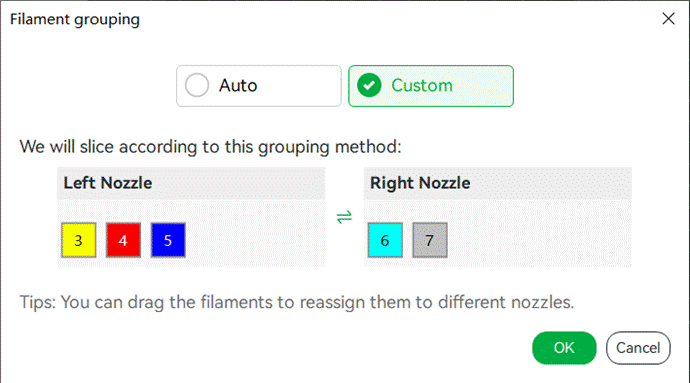 Filament grouping
Auto
Custom
We will slice according to this grouping method:
Left Nozzle
Right Nozzle
3 4 5
6 7
Tips: You can drag the filaments to reassign them to different nozzles.
OK
Cancel